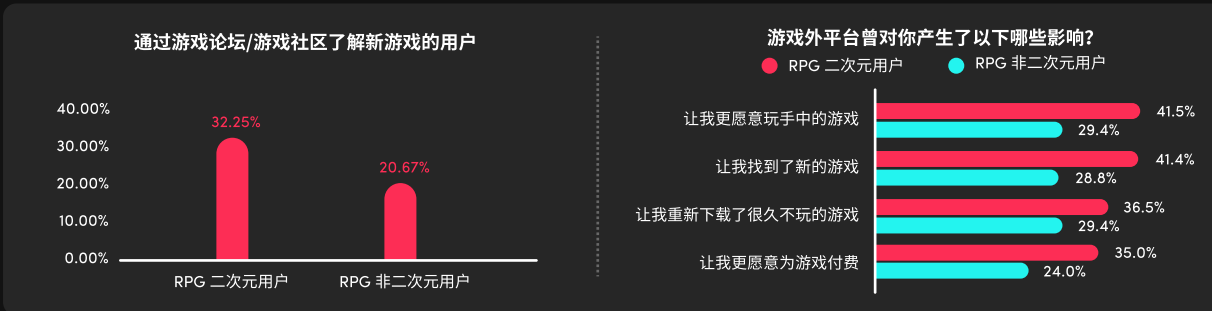 通过游戏论坛/游戏社区了解新游戏的用户
40.00%
30.00%
20.00%
10.00%
0.00%
32.25%
20.67%
RPG 二次元用户
RPG 非二次元用户
游戏外平台曾对你产生了以下哪些影响?
RPG 二次元用户
RPG 非二次元用户
让我更愿意玩手中的游戏
41.5%
29.4%
让我找到了新的游戏
41.4%
28.8%
让我重新下载了很久不玩的游戏
36.5%
29.4%
让我更愿意为游戏付费
35.0%
24.0%